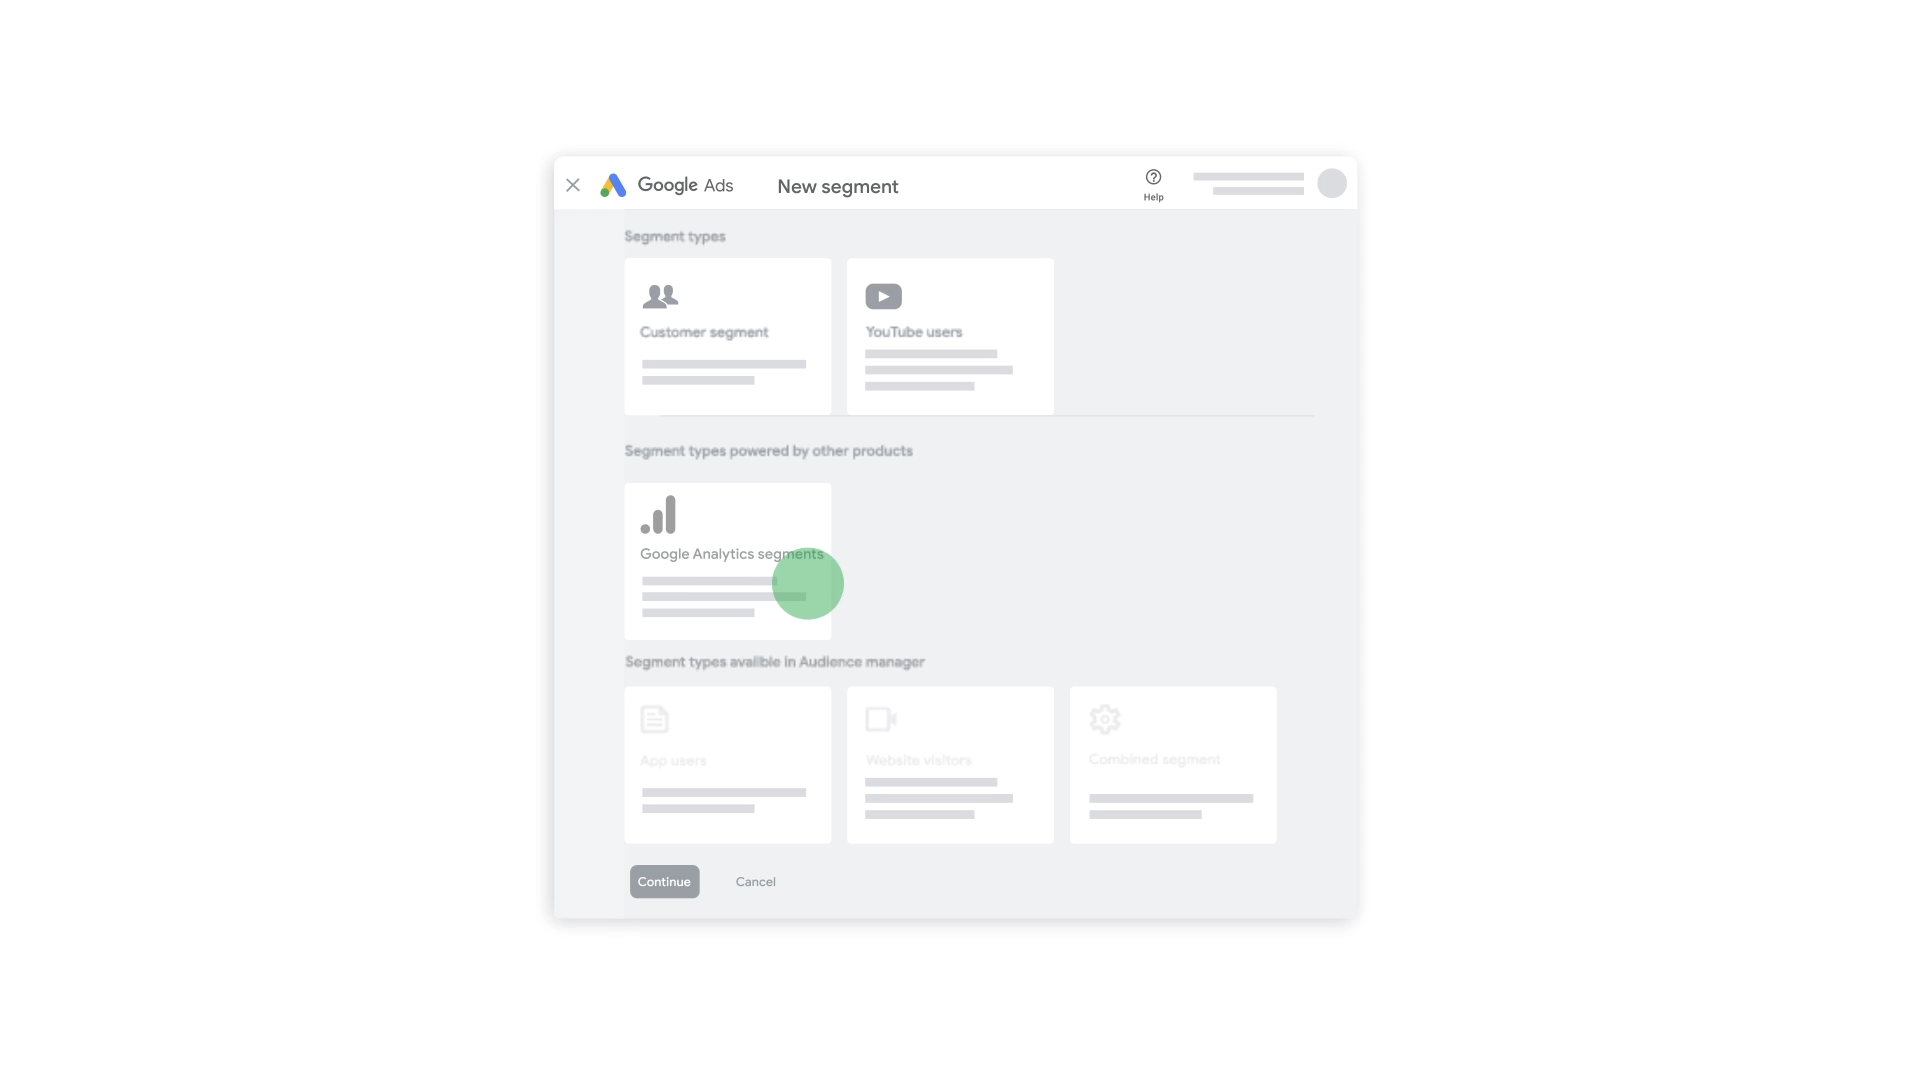 Google Ads
New segment
Help
Segment types
Customer segment
YouTube users
Segment types powered by other products
Google Analytics segments
Segment types availble in Audience manager
App users
Website visitors
Combined segment
Continue
Cancel